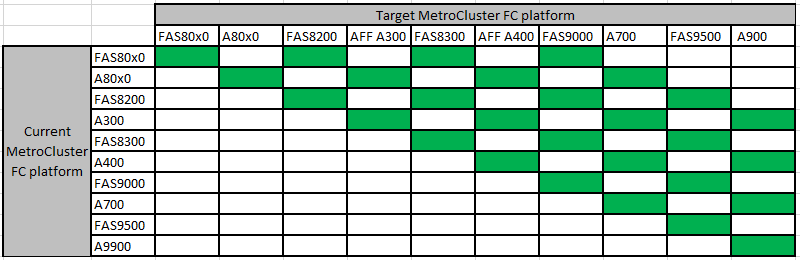 Target MetroCluster FC platform
FAS80x0 A80x0 FAS8200 AFF A300 FAS8300 AFF A400 FAS9000 A700 FAS9500 A900
Current
MetroCluster
FC platform
FAS80x0
A80x0
FAS8200
A300
FAS8300
A400
FAS9000
A700
FAS9500
A9900